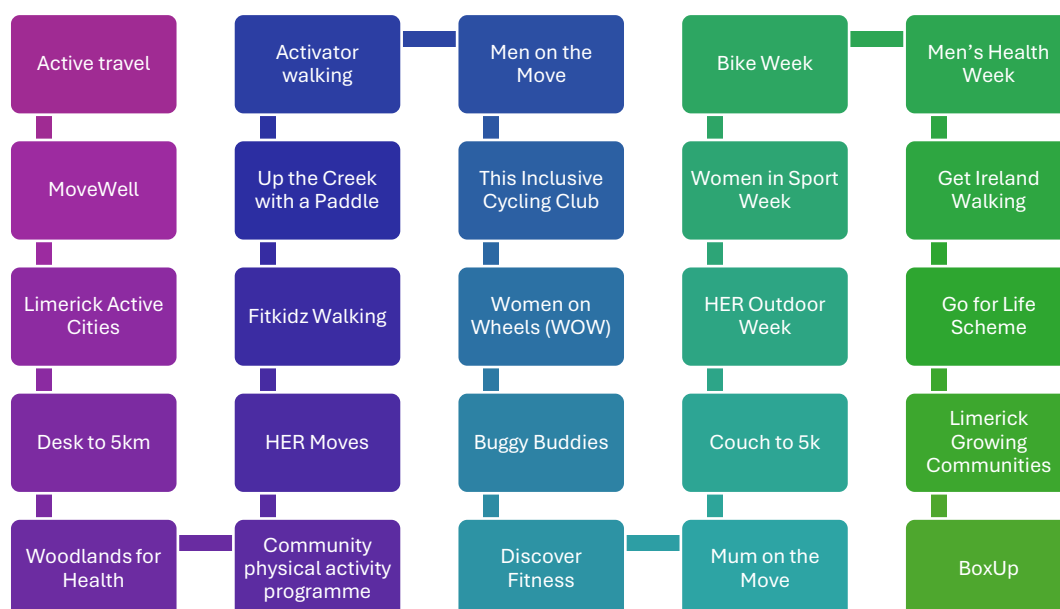 Active travel
MoveWell
Limerick Active
Cities
Desk to 5km
Woodlands for
Health
Community
physical activity
programme
HER Moves
Fitkidz Walking
Up the Creek
with a Paddle
Activator
walking
Men on the
Move
This Inclusive
Cycling Club
Women on
Wheels (WOW)
Buggy Buddies
Discover
Fitness
Mum on the
Move
Couch to 5k
HER Outdoor
Week
Women in Sport
Week
Bike Week
Men’s Health
Week
Get Ireland
Walking
Go for Life
Scheme
Limerick
Growing
Communities
BoxUp